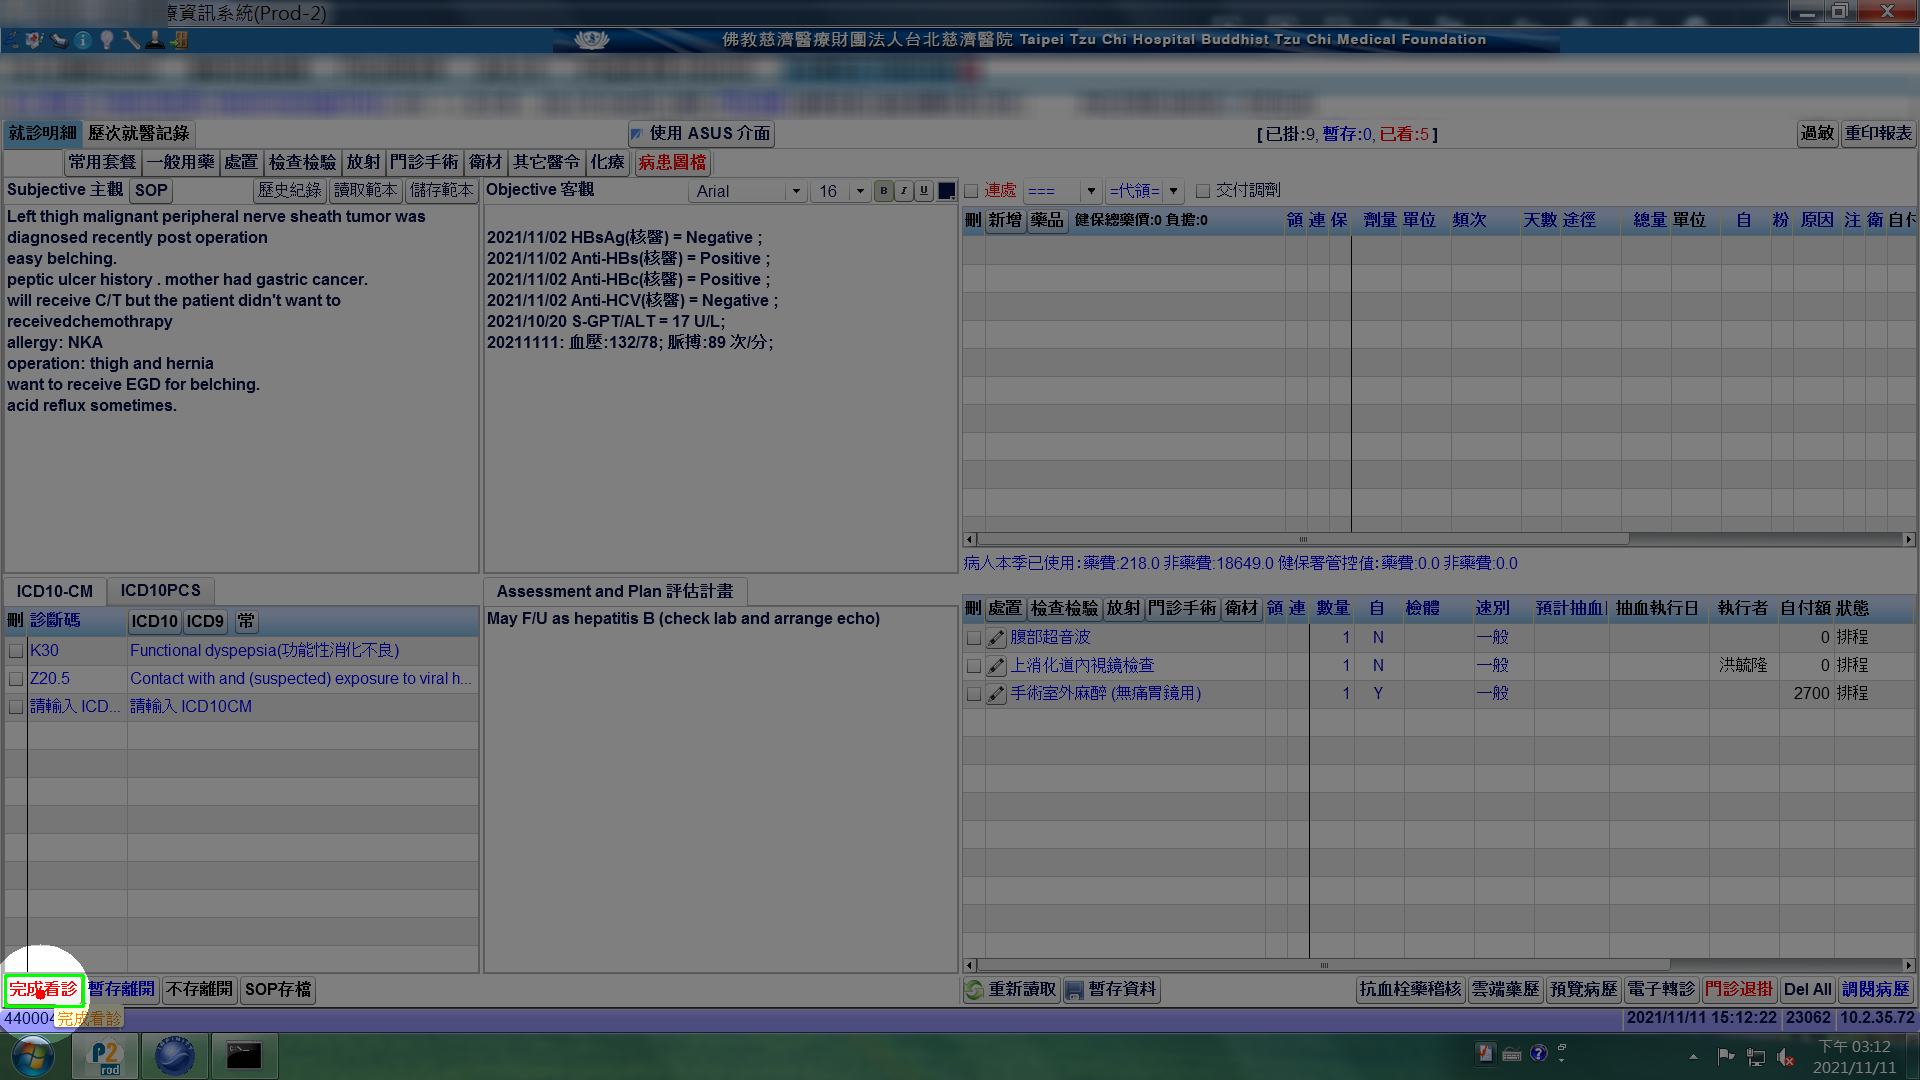 療資訊系統(Prod-2)
佛教慈濟醫療財團法人台北慈濟醫院 Taipei Tzu Chi Hospital Buddhist Tzu Chi Medical Foundation
就診明細 歷次就醫記錄 使用 ASUS 介面 [ 已掛:9, 暫存:0, 已看:5 ] 過敏 重印報表
常用套餐 一般用藥 處置 檢查檢驗 放射 門診手術 衛材 其它醫令 化療 病患圖檔
Subjective 主觀 SOP 歷史紀錄 讀取範本 儲存範本
Left thigh malignant peripheral nerve sheath tumor was
diagnosed recently post operation
easy belching.
peptic ulcer history . mother had gastric cancer.
will receive C/T but the patient didn't want to
receivedchemothrapy
allergy: NKA
operation: thigh and hernia
want to receive EGD for belching.
acid reflux sometimes.
Objective 客觀 Arial 16 B I U
2021/11/02 HBsAg(核醫) = Negative ;
2021/11/02 Anti-HBs(核醫) = Positive ;
2021/11/02 Anti-HBc(核醫) = Positive ;
2021/11/02 Anti-HCV(核醫) = Negative ;
2021/10/20 S-GPT/ALT = 17 U/L;
20211111: 血壓:132/78; 脈搏:89 次/分;
連處 === =代領= 交付調劑
刪 新增 藥品 健保總藥價:0 負擔:0 領 連 保 劑量 單位 頻次 天數 途徑 總量 單位 自 粉 原因 注 衛 自付
病人本季已使用：藥費:218.0 非藥費:18649.0 健保署管控值：藥費:0.0 非藥費:0.0
ICD10-CM ICD10PCS
刪 診斷碼 ICD10 ICD9 常
K30 Functional dyspepsia(功能性消化不良)
Z20.5 Contact with and (suspected) exposure to viral h...
請輸入 ICD... 請輸入 ICD10CM
Assessment and Plan 評估計畫
May F/U as hepatitis B (check lab and arrange echo)
刪 處置 檢查檢驗 放射 門診手術 衛材 領 連 數量 自 檢體 速別 預計抽血 抽血執行日 執行者 自付額 狀態
腹部超音波 1 N 一般 0 排程
上消化道內視鏡檢查 1 N 一般 洪毓隆 0 排程
手術室外麻醉 (無痛胃鏡用) 1 Y 一般 2700 排程
完成看診 暫存離開 不存離開 SOP存檔 重新讀取 暫存資料 抗血栓藥稽核 雲端藥歷 預覽病歷 電子轉診 門診退掛 Del All 調閱病歷
440004 完成看診 2021/11/11 15:12:22 23062 10.2.35.72
P2 rod
下午 03:12
2021/11/11